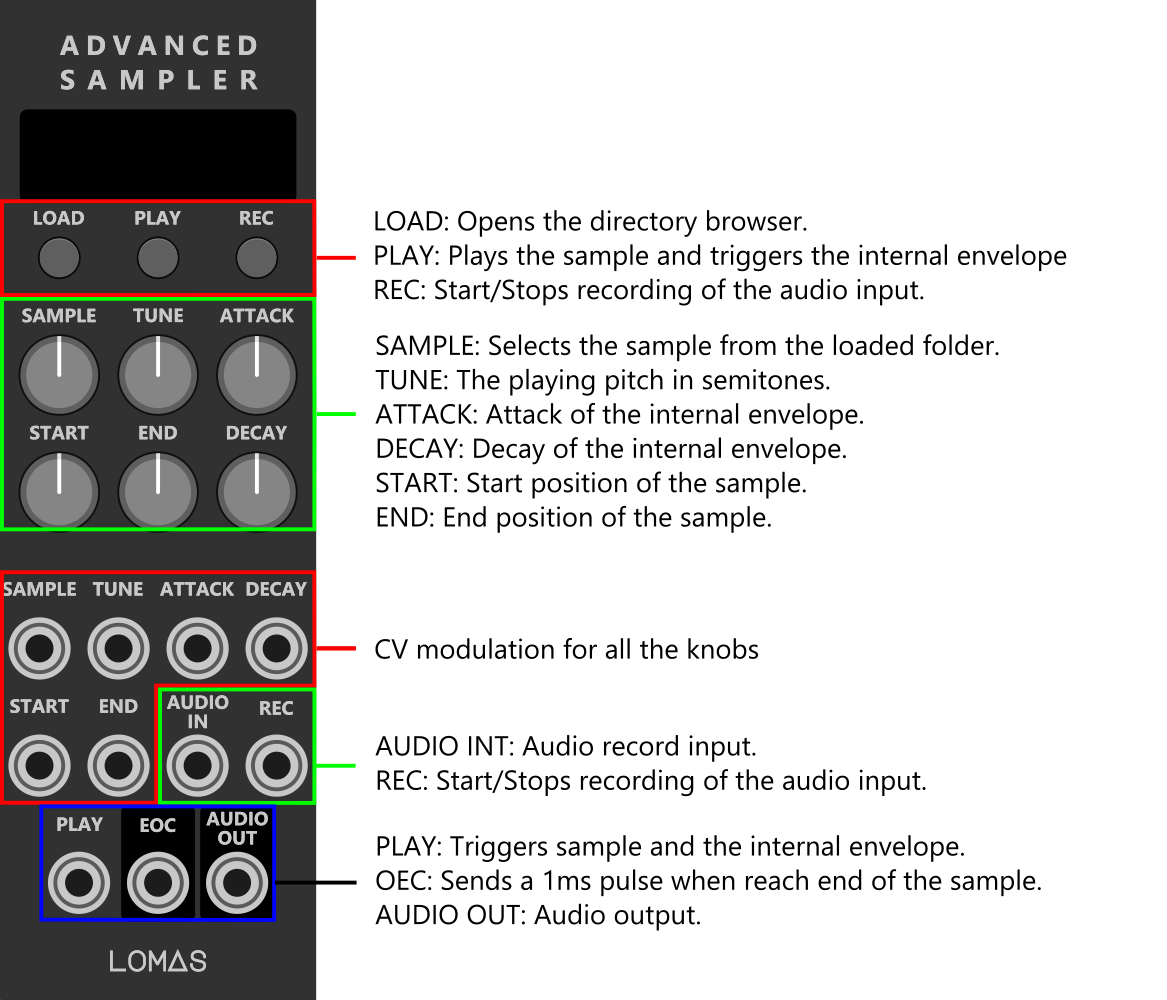 ADVANCED
SAMPLER
LOAD PLAY REC
LOAD: Opens the directory browser.
PLAY: Plays the sample and triggers the internal envelope
REC: Start/Stops recording of the audio input.
SAMPLE TUNE ATTACK
START END DECAY
SAMPLE: Selects the sample from the loaded folder.
TUNE: The playing pitch in semitones.
ATTACK: Attack of the internal envelope.
DECAY: Decay of the internal envelope.
START: Start position of the sample.
END: End position of the sample.
SAMPLE TUNE ATTACK DECAY
CV modulation for all the knobs
START END AUDIO IN REC
AUDIO INT: Audio record input.
REC: Start/Stops recording of the audio input.
PLAY EOC AUDIO OUT
PLAY: Triggers sample and the internal envelope.
OEC: Sends a 1ms pulse when reach end of the sample.
AUDIO OUT: Audio output.
LOMAS